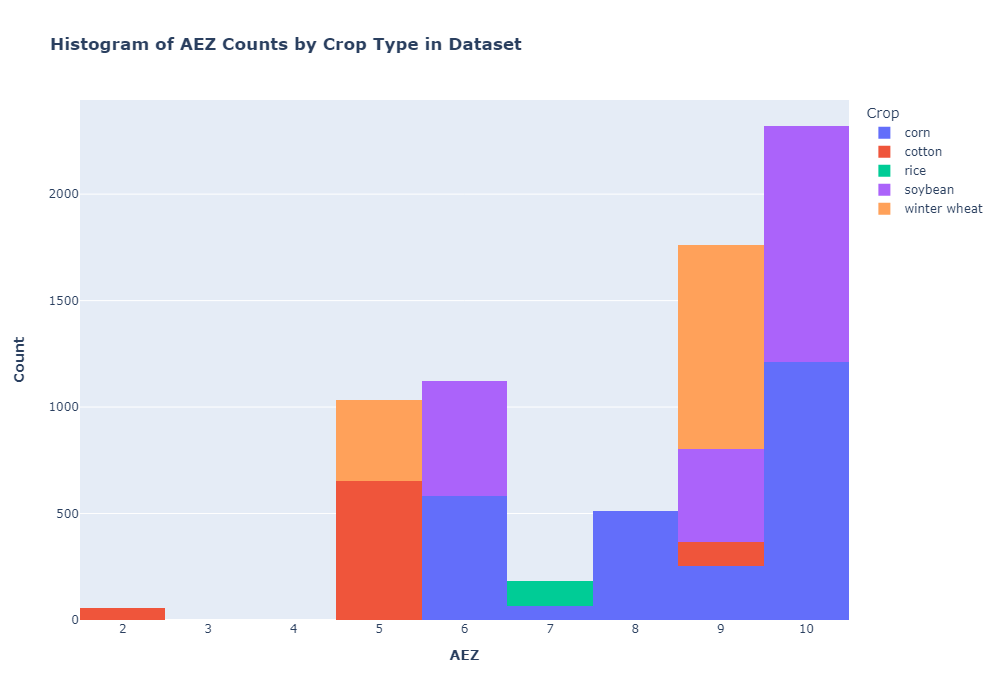 Histogram of AEZ Counts by Crop Type in Dataset
Crop
corn
cotton
rice
soybean
winter wheat
Count
2000
1500
1000
500
0
2 3 4 5 6 7 8 9 10
AEZ